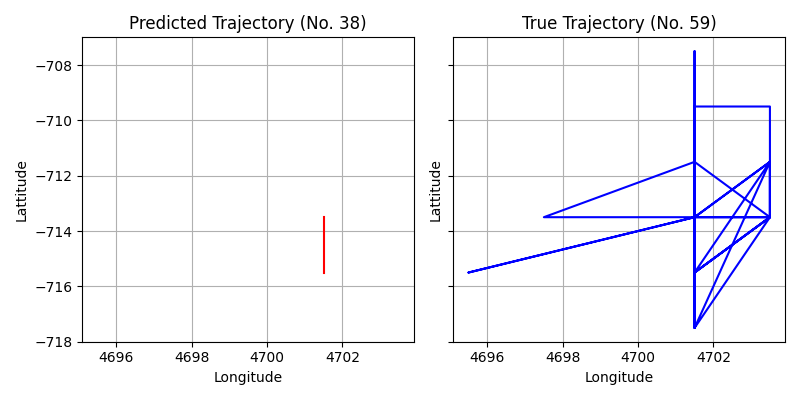 Predicted Trajectory (No. 38)
True Trajectory (No. 59)
−708
−710
−712
−714
−716
−718
Lattitude
Lattitude
4696 4698 4700 4702
4696 4698 4700 4702
Longitude
Longitude